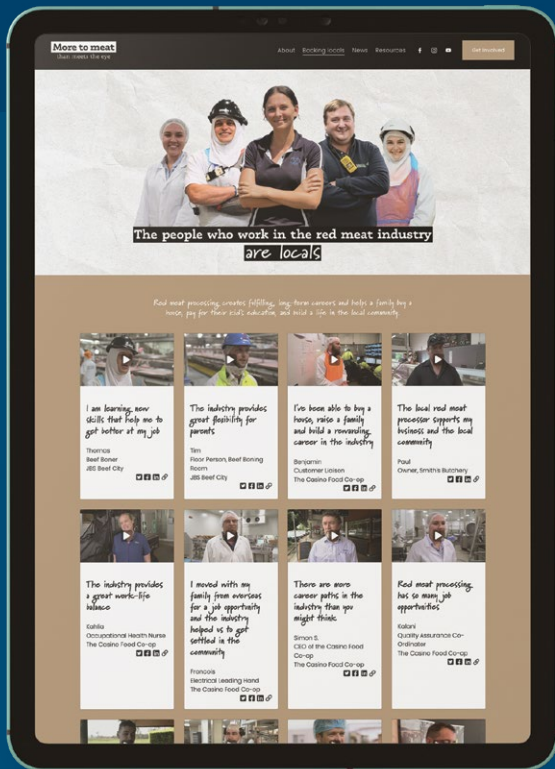 More to meat
than meets the eye
About Backing locals News Resources Get involved
The people who work in the red meat industry
are locals
Red meat processing creates fulfilling, long-term careers and helps a family buy a
house, pay for their kid's education, and build a life in the local community.
I am learning new
skills that help me to
get better at my job
Thomas
Beef Boner
JBS Beef City
The industry provides
great flexibility for
parents
Tim
Floor Person, Beef Boning
Room
JBS Beef City
I've been able to buy a
house, raise a family
and build a rewarding
career in the industry
Benjamin
Customer Liaison
The Casino Food Co-op
The local red meat
processor supports my
business and the local
community
Paul
Owner, Smith's Butchery
The industry provides
a great work-life
balance
Kahlia
Occupational Health Nurse
The Casino Food Co-op
I moved with my
family from overseas
for a job opportunity
and the industry
helped us to get
settled in the
community
Francois
Electrical Leading Hand
The Casino Food Co-op
There are more
career paths in the
industry than you
might think
Simon S.
CEO of the Casino Food
Co-op
The Casino Food Co-op
Red meat processing
has so many job
opportunities
Kalani
Quality Assurance Co-
Ordinator
The Casino Food Co-op